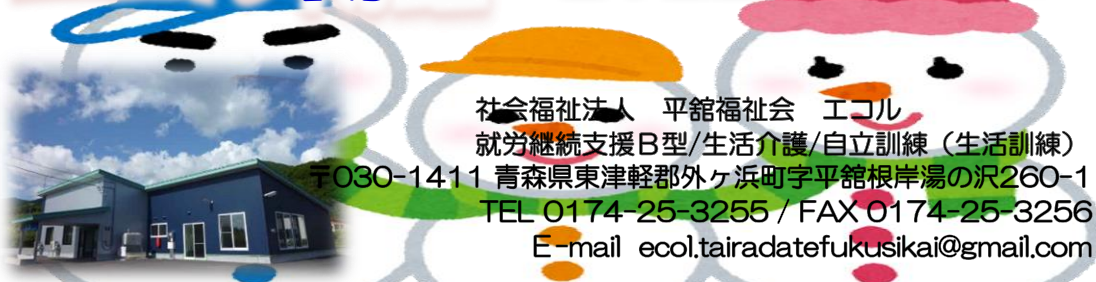 社会福祉法人 平舘福祉会 エコル
就労継続支援B型/生活介護/自立訓練（生活訓練）
〒030-1411 青森県東津軽郡外ヶ浜町字平舘根岸湯の沢260-1
TEL 0174-25-3255 / FAX 0174-25-3256
E-mail ecol.tairadatefukusikai@gmail.com